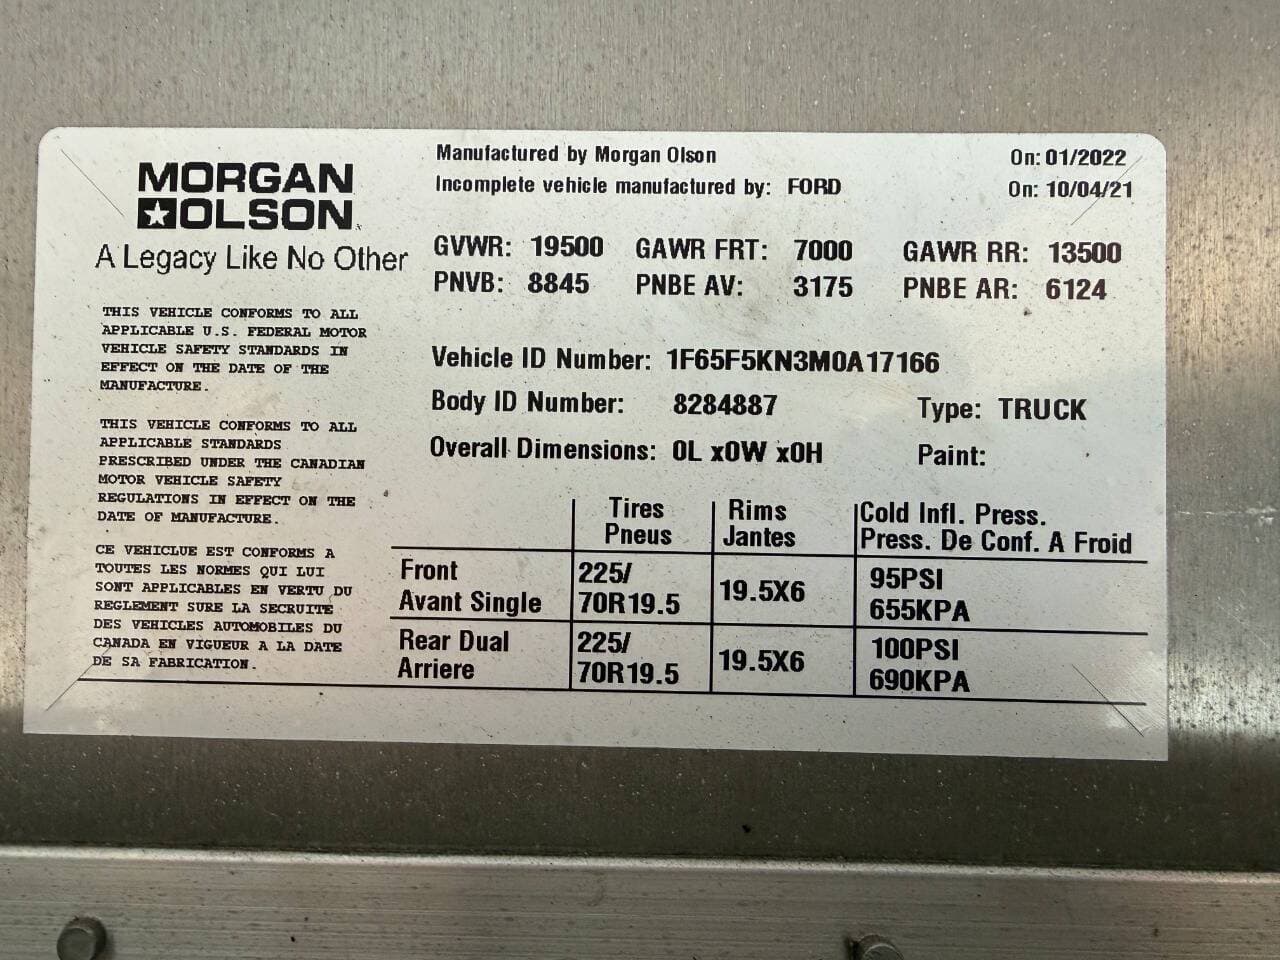 MORGAN
OLSON
A Legacy Like No Other
THIS VEHICLE CONFORMS TO ALL
APPLICABLE U.S. FEDERAL MOTOR
VEHICLE SAFETY STANDARDS IN
EFFECT ON THE DATE OF THE
MANUFACTURE.
THIS VEHICLE CONFORMS TO ALL
APPLICABLE STANDARDS
PRESCRIBED UNDER THE CANADIAN
MOTOR VEHICLE SAFETY
REGULATIONS IN EFFECT ON THE
DATE OF MANUFACTURE.
CE VEHICLUE EST CONFORMS A
TOUTES LES NORMES QUI LUI
SONT APPLICABLES EN VERTU DU
REGLEMENT SURE LA SECRUITE
DES VEHICLES AUTOMOBILES DU
CANADA EN VIGUEUR A LA DATE
DE SA FABRICATION.
Manufactured by Morgan Olson On: 01/2022
Incomplete vehicle manufactured by: FORD On: 10/04/21
GVWR: 19500 GAWR FRT: 7000 GAWR RR: 13500
PNVB: 8845 PNBE AV: 3175 PNBE AR: 6124
Vehicle ID Number: 1F65F5KN3M0A17166
Body ID Number: 8284887 Type: TRUCK
Overall Dimensions: 0L x0W x0H Paint:
Tires Rims Cold Infl. Press.
Pneus Jantes Press. De Conf. A Froid
Front 225/ 19.5X6 95PSI
Avant Single 70R19.5 655KPA
Rear Dual 225/ 19.5X6 100PSI
Arriere 70R19.5 690KPA